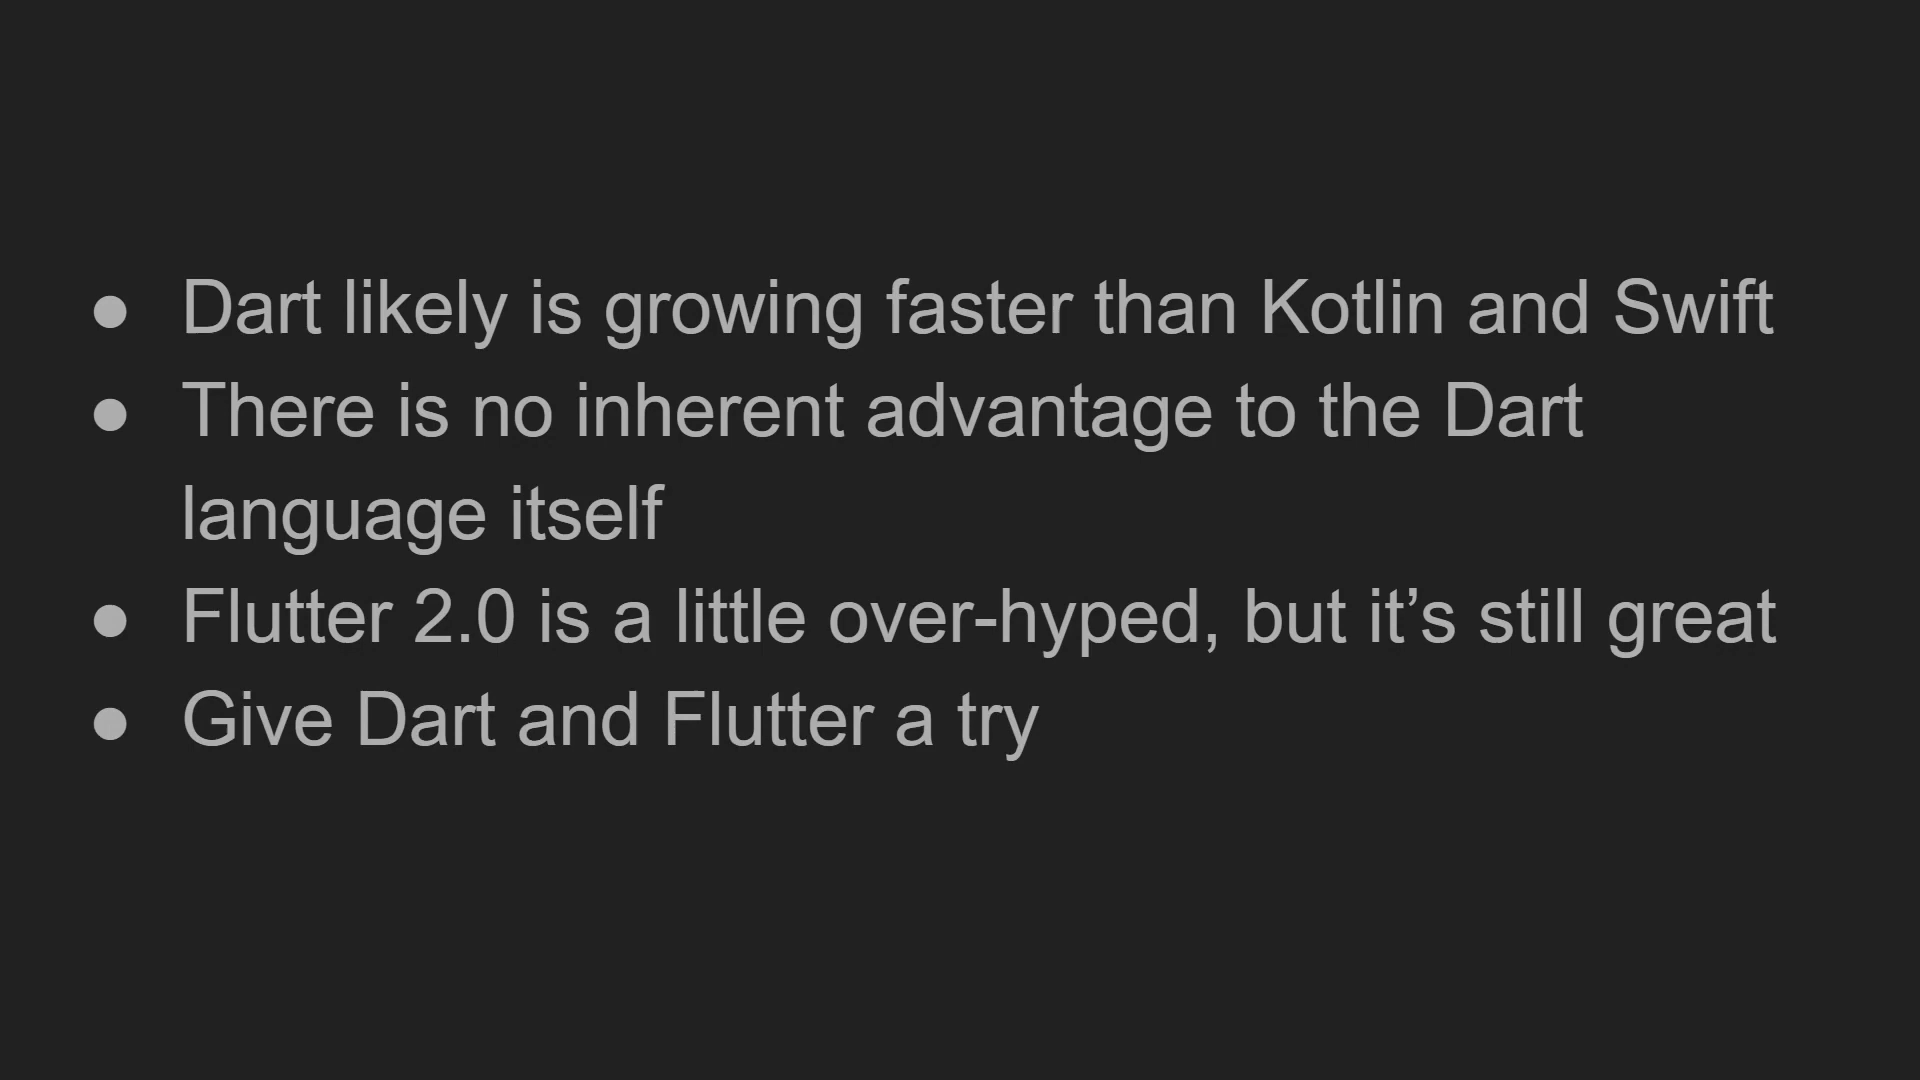 ● Dart likely is growing faster than Kotlin and Swift
● There is no inherent advantage to the Dart
language itself
● Flutter 2.0 is a little over-hyped, but it’s still great
● Give Dart and Flutter a try